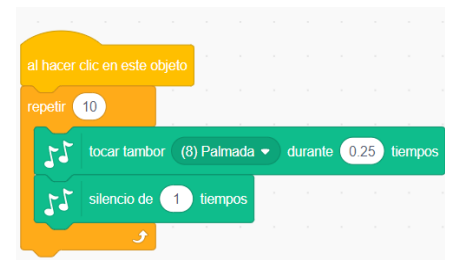 al hacer clic en este objeto
repetir 10
tocar tambor (8) Palmada durante 0.25 tiempos
silencio de 1 tiempos